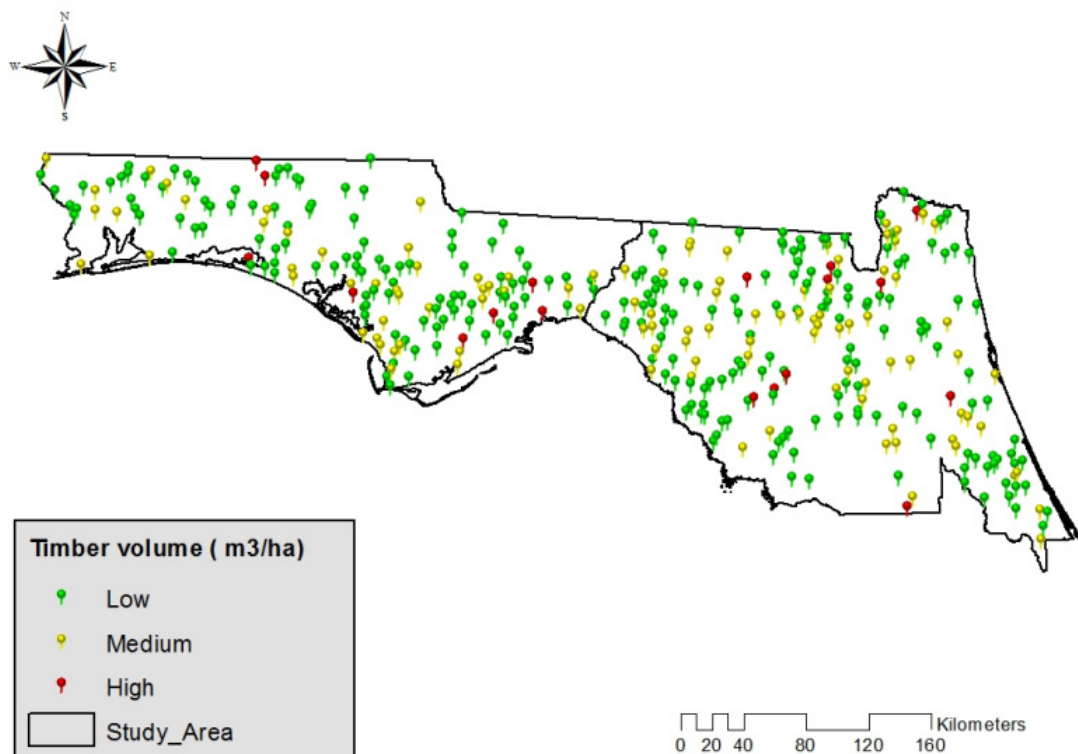 N
W E
S
Timber volume ( m3/ha)
Low
Medium
High
Study_Area
Kilometers
0 20 40 80 120 160